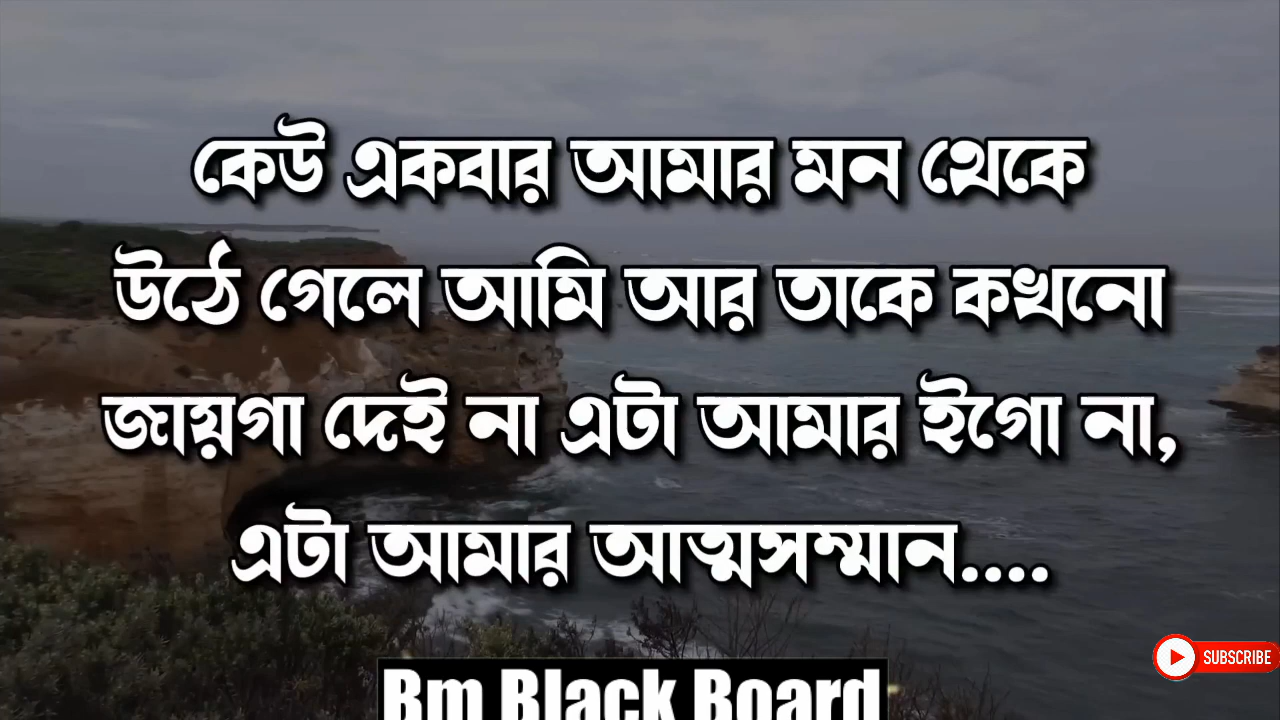 কেউ একবার আমার মন থেকে
উঠে গেলে আমি আর তাকে কখনো
জায়গা দেই না এটা আমার ইগো না,
এটা আমার আত্মসম্মান....
SUBSCRIBE
Bm Black Board